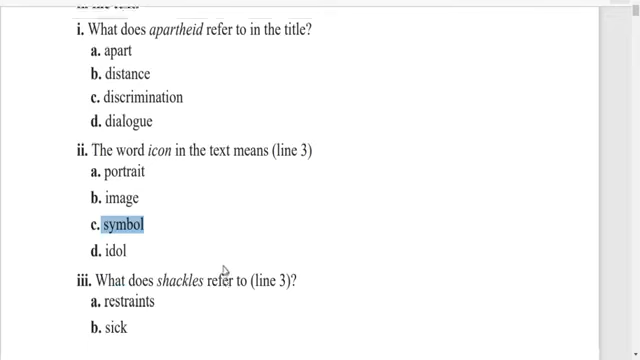 i. What does apartheid refer to in the title?
a. apart
b. distance
c. discrimination
d. dialogue
ii. The word icon in the text means (line 3)
a. portrait
b. image
c. symbol
d. idol
iii. What does shackles refer to (line 3)?
a. restraints
b. sick